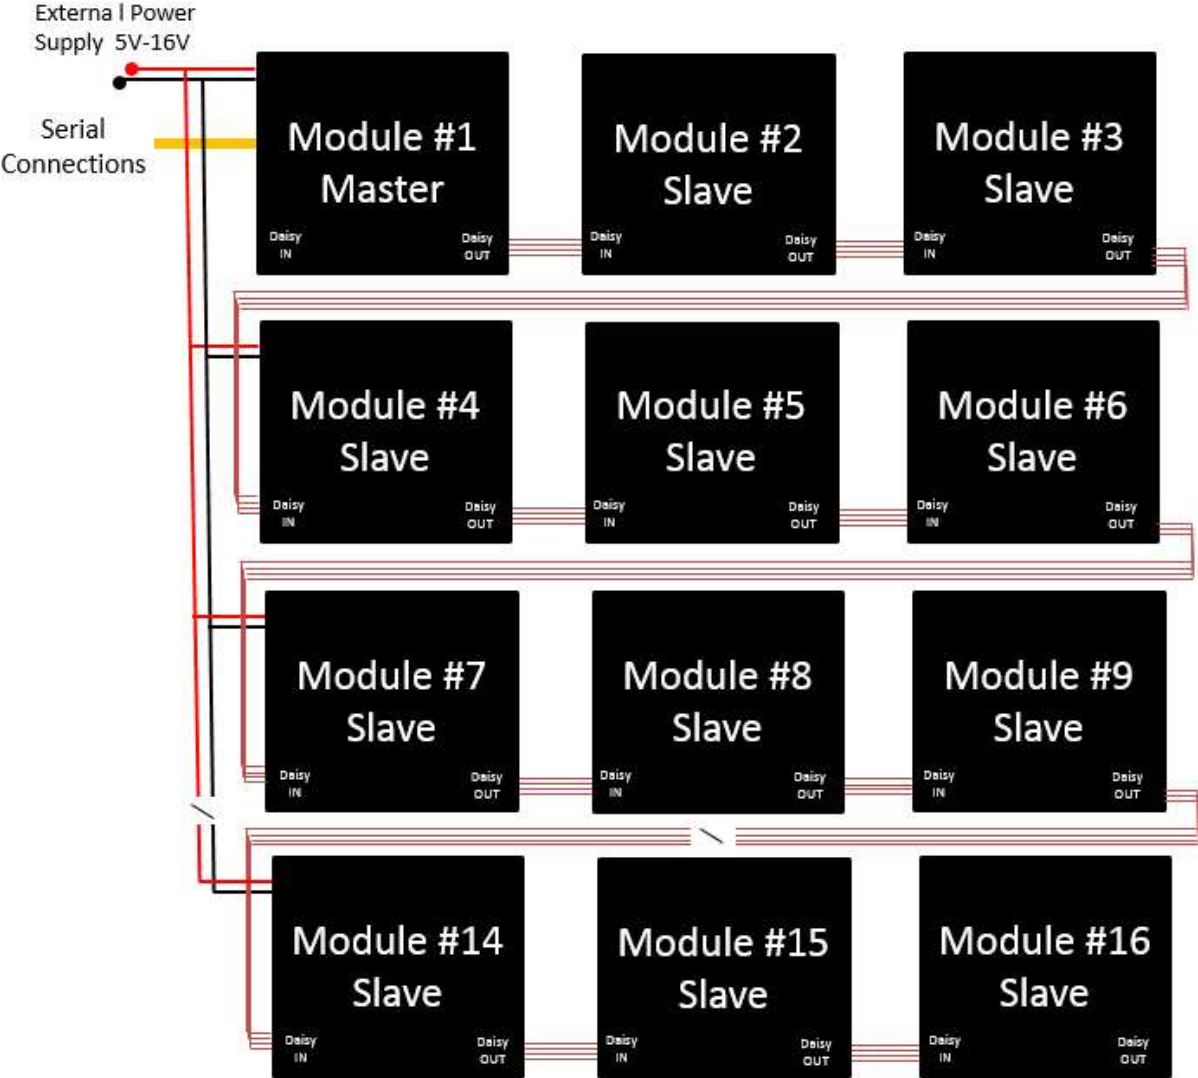 Externa l Power
Supply 5V-16V
Serial
Connections
Module #1
Master
Daisy
IN
Daisy
OUT
Module #2
Slave
Daisy
IN
Daisy
OUT
Module #3
Slave
Daisy
IN
Daisy
OUT
Module #4
Slave
Daisy
IN
Daisy
OUT
Module #5
Slave
Daisy
IN
Daisy
OUT
Module #6
Slave
Daisy
IN
Daisy
OUT
Module #7
Slave
Daisy
IN
Daisy
OUT
Module #8
Slave
Daisy
IN
Daisy
OUT
Module #9
Slave
Daisy
IN
Daisy
OUT
Module #14
Slave
Daisy
IN
Daisy
OUT
Module #15
Slave
Daisy
IN
Daisy
OUT
Module #16
Slave
Daisy
IN
Daisy
OUT